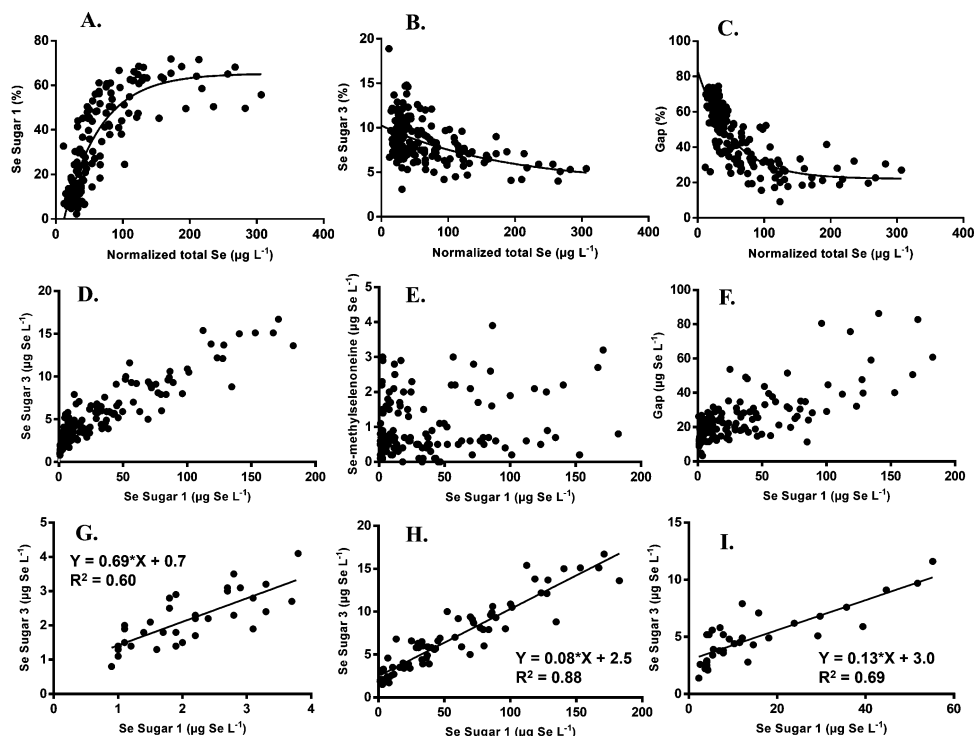 A.
80
60
40
20
0
0 100 200 300 400
Se Sugar 1 (%)
Normalized total Se (µg L⁻¹)
B.
20
15
10
5
0
0 100 200 300 400
Se Sugar 3 (%)
Normalized total Se (µg L⁻¹)
C.
100
80
60
40
20
0
0 100 200 300 400
Gap (%)
Normalized total Se (µg L⁻¹)
D.
20
15
10
5
0
0 50 100 150 200
Se Sugar 3 (µg Se L⁻¹)
Se Sugar 1 (µg Se L⁻¹)
E.
5
4
3
2
1
0
0 50 100 150 200
Se-methylselenoneine (µg Se L⁻¹)
Se Sugar 1 (µg Se L⁻¹)
F.
100
80
60
40
20
0
0 50 100 150 200
Gap (µg Se L⁻¹)
Se Sugar 1 (µg Se L⁻¹)
G.
Y = 0.69*X + 0.7
R² = 0.60
5
4
3
2
1
0
0 1 2 3 4
Se Sugar 3 (µg Se L⁻¹)
Se Sugar 1 (µg Se L⁻¹)
H.
Y = 0.08*X + 2.5
R² = 0.88
20
15
10
5
0
0 50 100 150 200
Se Sugar 3 (µg Se L⁻¹)
Se Sugar 1 (µg Se L⁻¹)
I.
Y = 0.13*X + 3.0
R² = 0.69
15
10
5
0
0 20 40 60
Se Sugar 3 (µg Se L⁻¹)
Se Sugar 1 (µg Se L⁻¹)